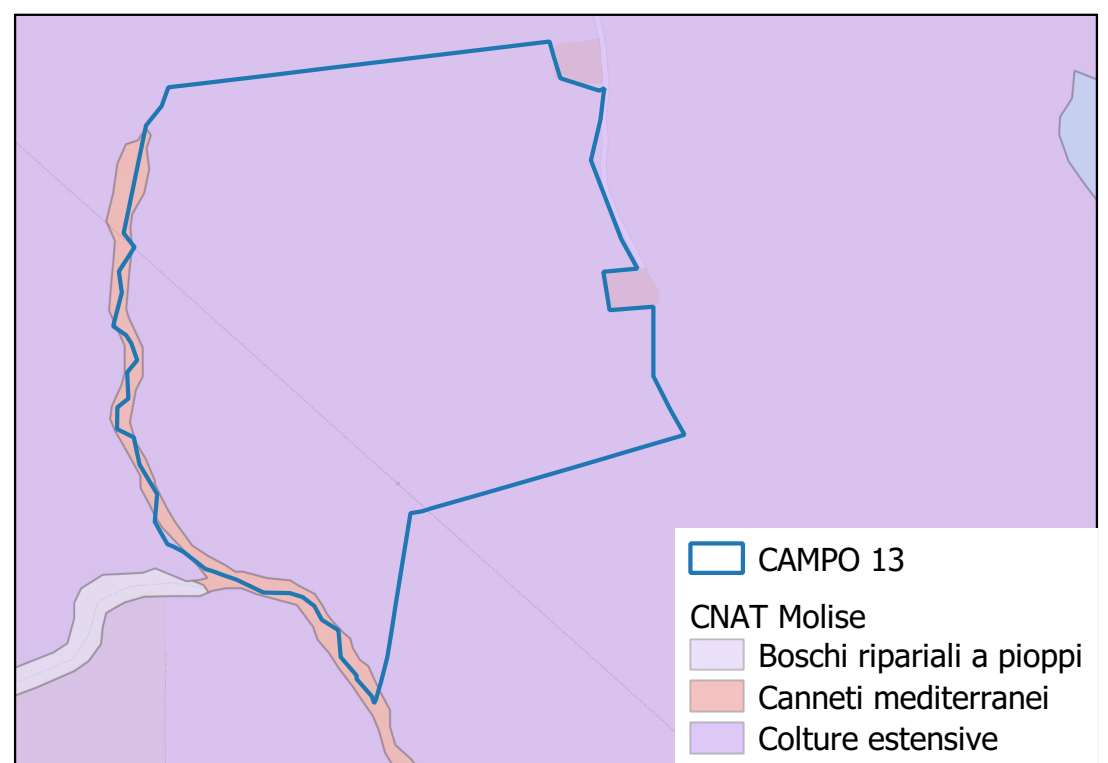 CAMPO 13
CNAT Molise
Boschi ripariali a pioppi
Canneti mediterranei
Colture estensive